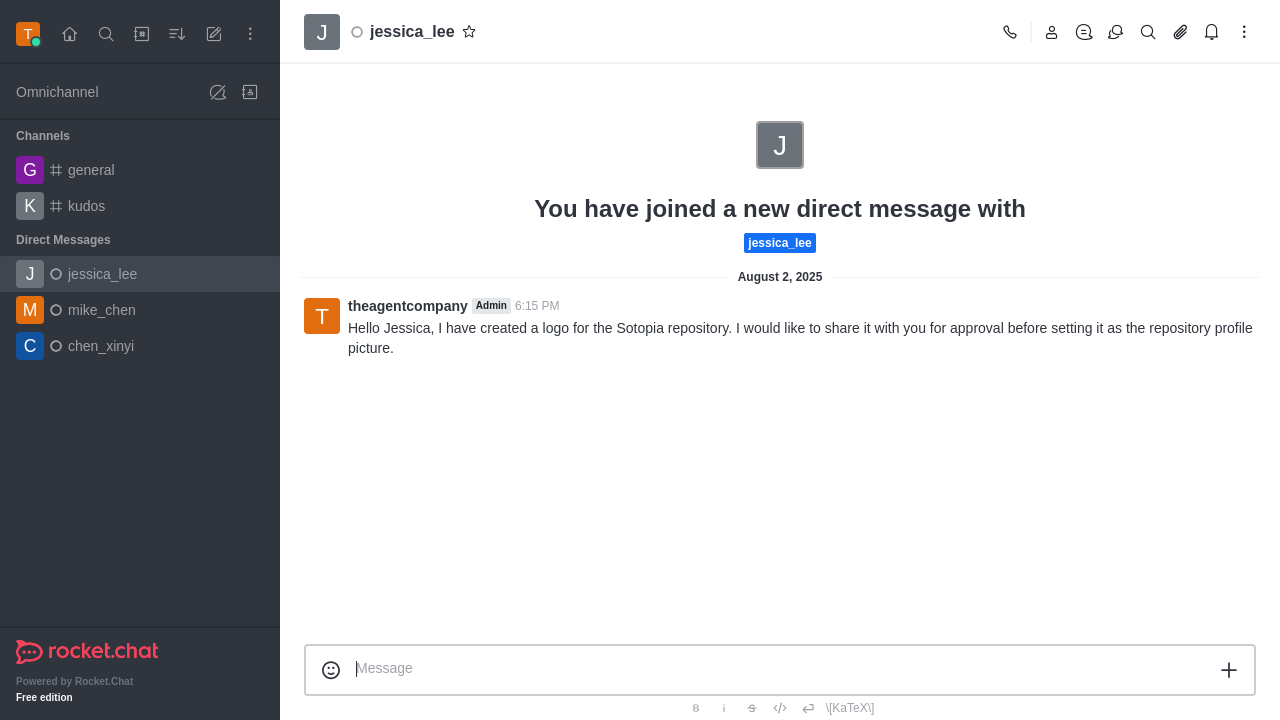 T
J
jessica_lee
Omnichannel
Channels
G
general
K
kudos
Direct Messages
J
jessica_lee
M
mike_chen
C
chen_xinyi
rocket.chat
Powered by Rocket.Chat
Free edition
J
You have joined a new direct message with
jessica_lee
August 2, 2025
T
theagentcompany Admin 6:15 PM
Hello Jessica, I have created a logo for the Sotopia repository. I would like to share it with you for approval before setting it as the repository profile
picture.
Message
B i S \[KaTeX\]